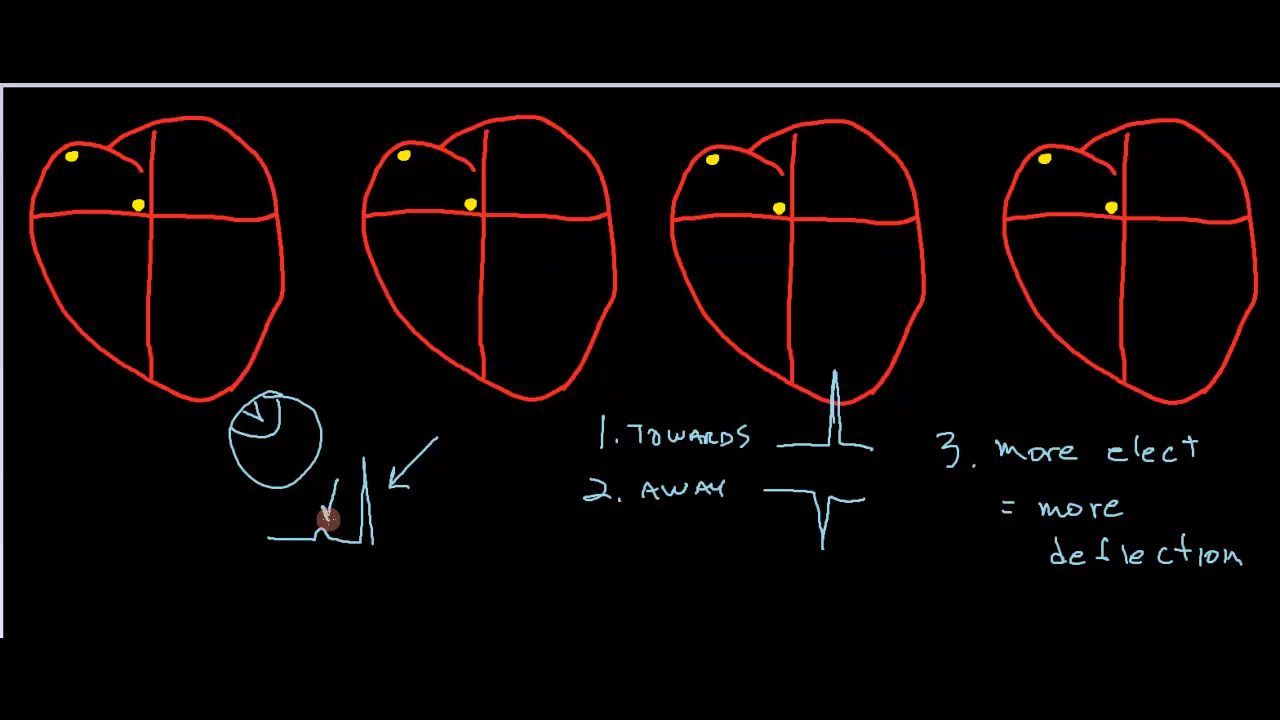 1. TOWARDS
2. AWAY
3. more elect
= more
deflection